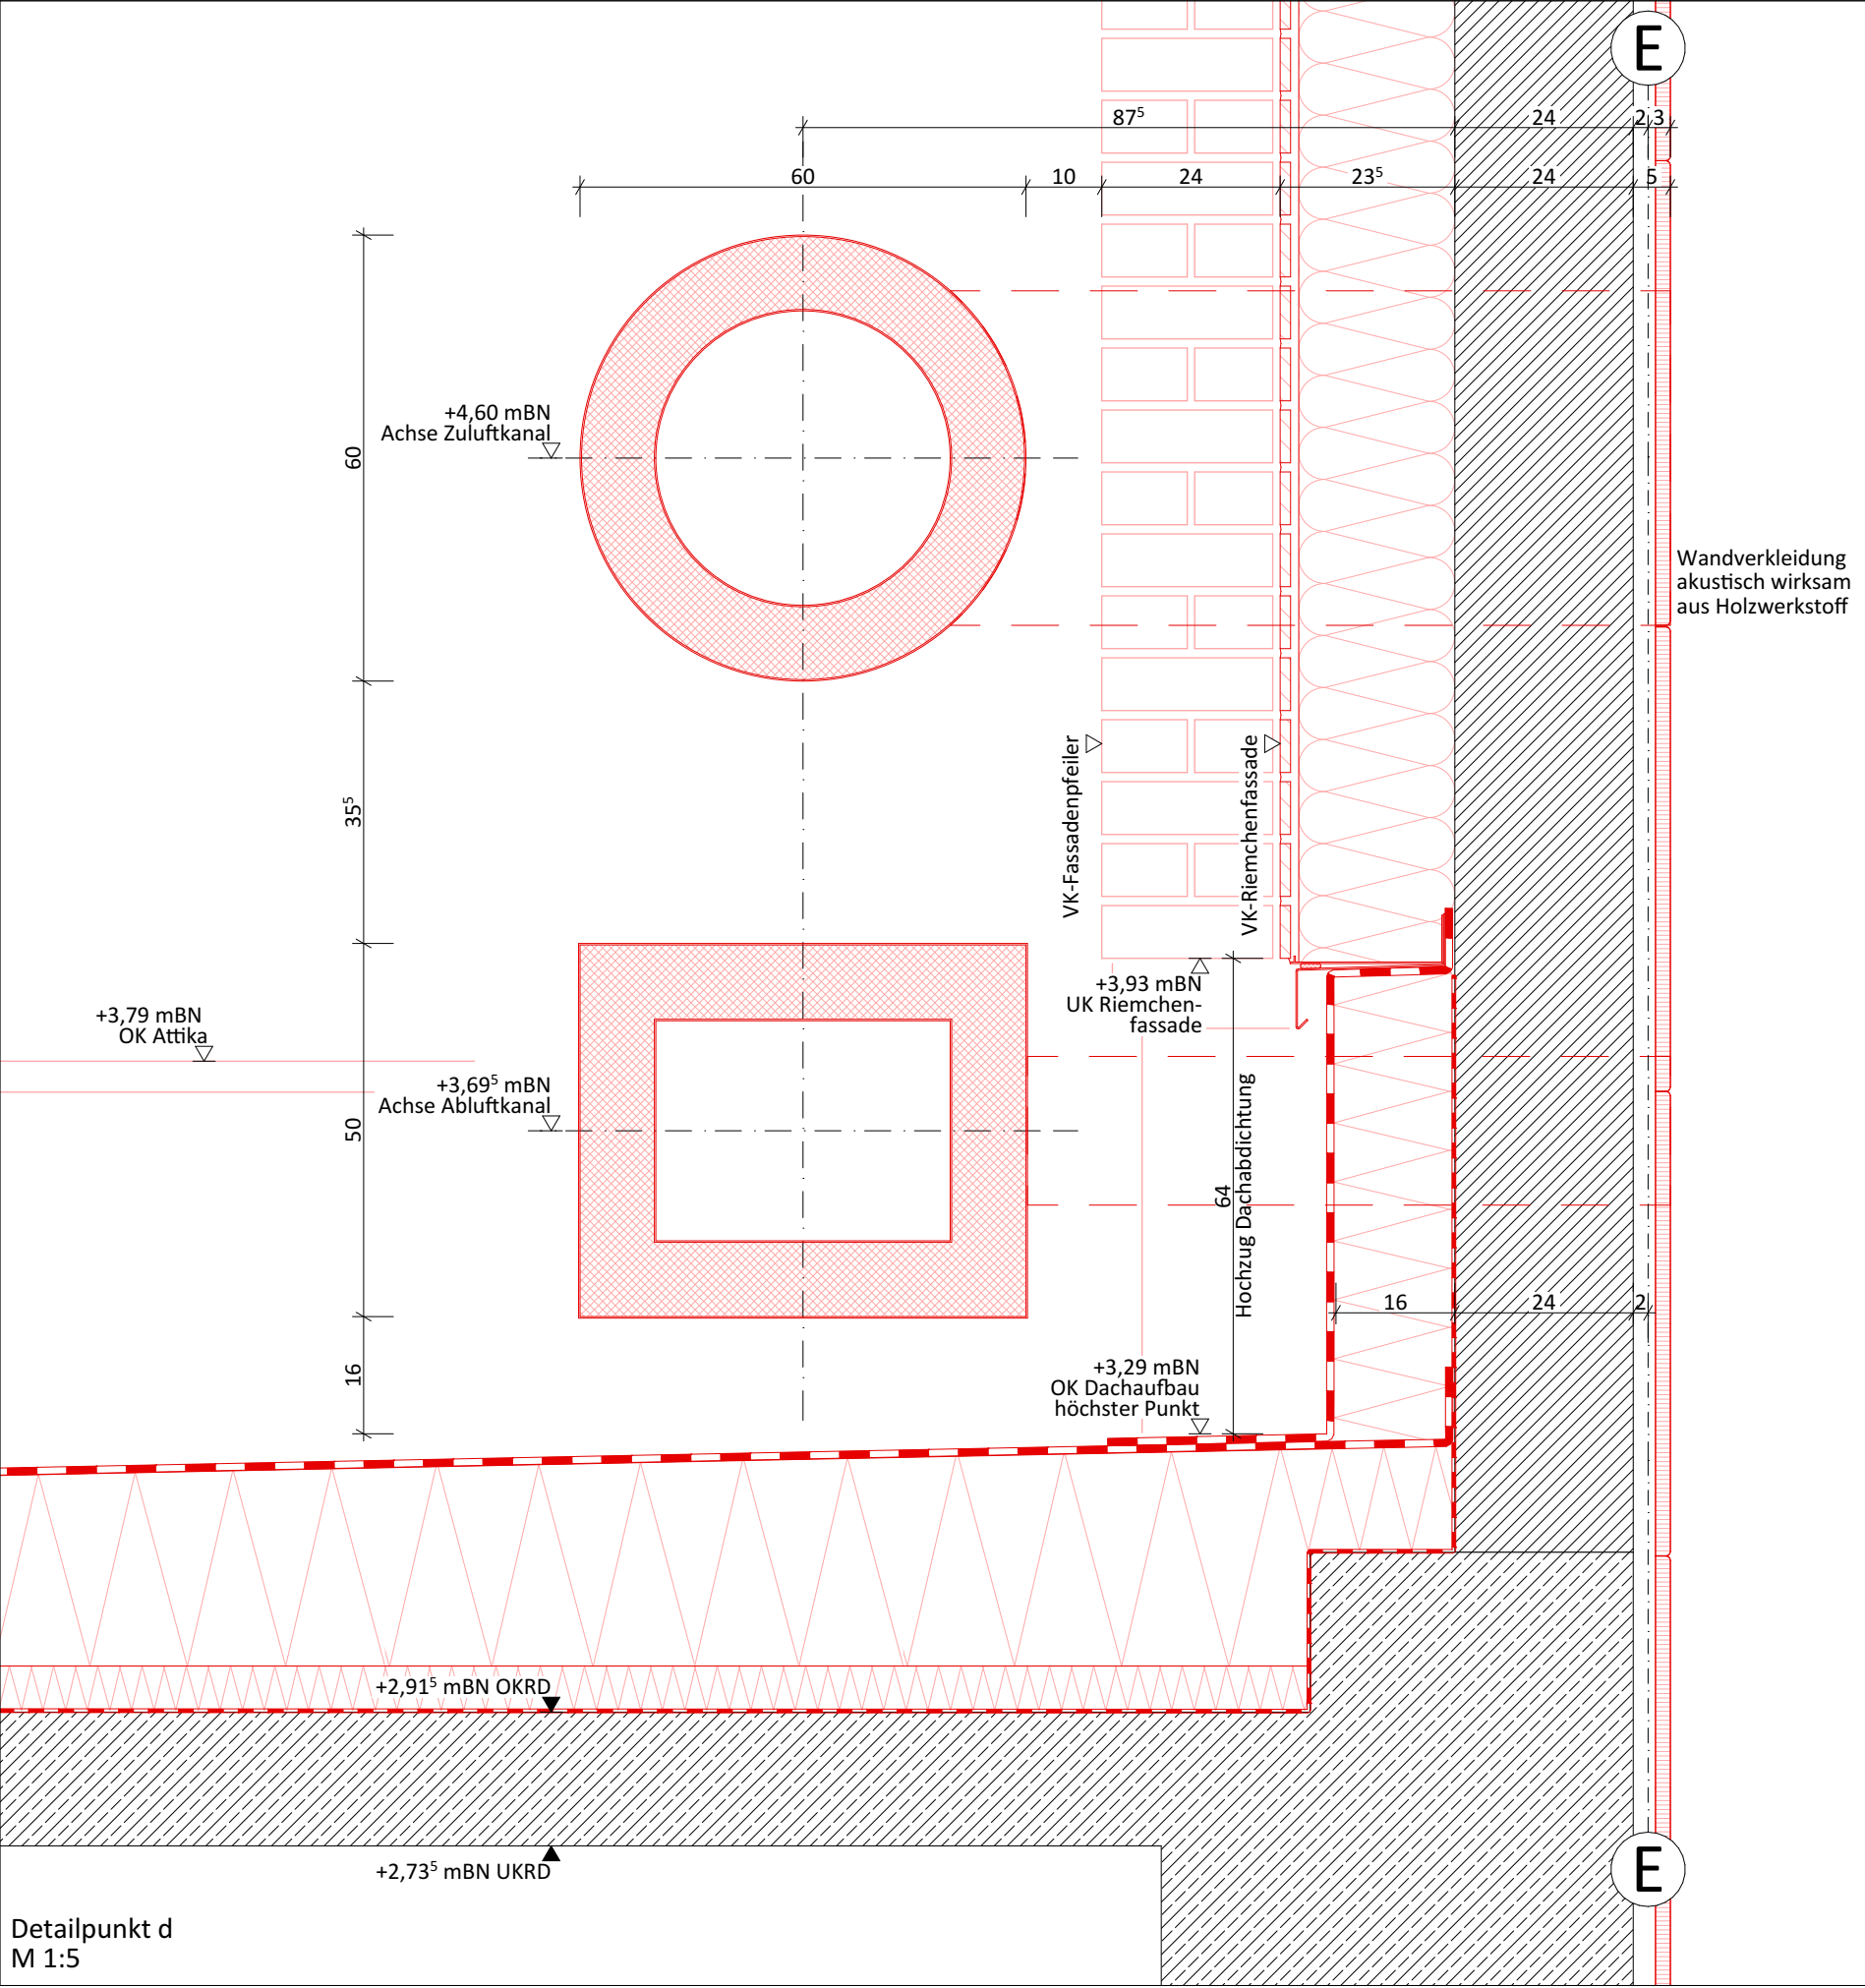 E
87⁵
24
2
3
60
10
24
23⁵
24
5
+4,60 mBN
Achse Zuluftkanal
60
Wandverkleidung
akustisch wirksam
aus Holzwerkstoff
35⁵
VK-Fassadenpfeiler
VK-Riemchenfassade
+3,93 mBN
UK Riemchen-
fassade
+3,79 mBN
OK Attika
+3,69⁵ mBN
Achse Abluftkanal
50
64
Hochzug Dachabdichtung
16
24
2
16
+3,29 mBN
OK Dachaufbau
höchster Punkt
+2,91⁵ mBN OKRD
+2,73⁵ mBN UKRD
E
Detailpunkt d
M 1:5